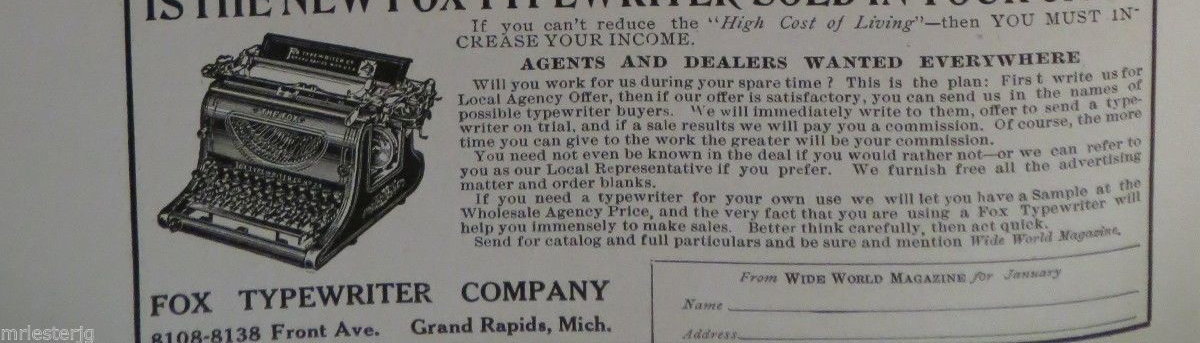 IS THE NEW FOX TYPEWRITER SOLD IN YOUR
If you can't reduce the "High Cost of Living"—then YOU MUST IN-
CREASE YOUR INCOME.
AGENTS AND DEALERS WANTED EVERYWHERE
Will you work for us during your spare time? This is the plan: First write us for
Local Agency Offer, then if our offer is satisfactory, you can send us in the names of
possible typewriter buyers. We will immediately write to them, offer to send a type-
writer on trial, and if a sale results we will pay you a commission. Of course, the more
time you can give to the work the greater will be your commission.
You need not even be known in the deal if you would rather not—or we can refer to
you as our Local Representative if you prefer. We furnish free all the advertising
matter and order blanks.
If you need a typewriter for your own use we will let you have a Sample at the
Wholesale Agency Price, and the very fact that you are using a Fox Typewriter will
help you immensely to make sales. Better think carefully, then act quick.
Send for catalog and full particulars and be sure and mention Wide World Magazine.
FOX TYPEWRITER COMPANY
8108-8138 Front Ave. Grand Rapids, Mich.
From WIDE WORLD MAGAZINE for January
Name
Address
mrlesterjg